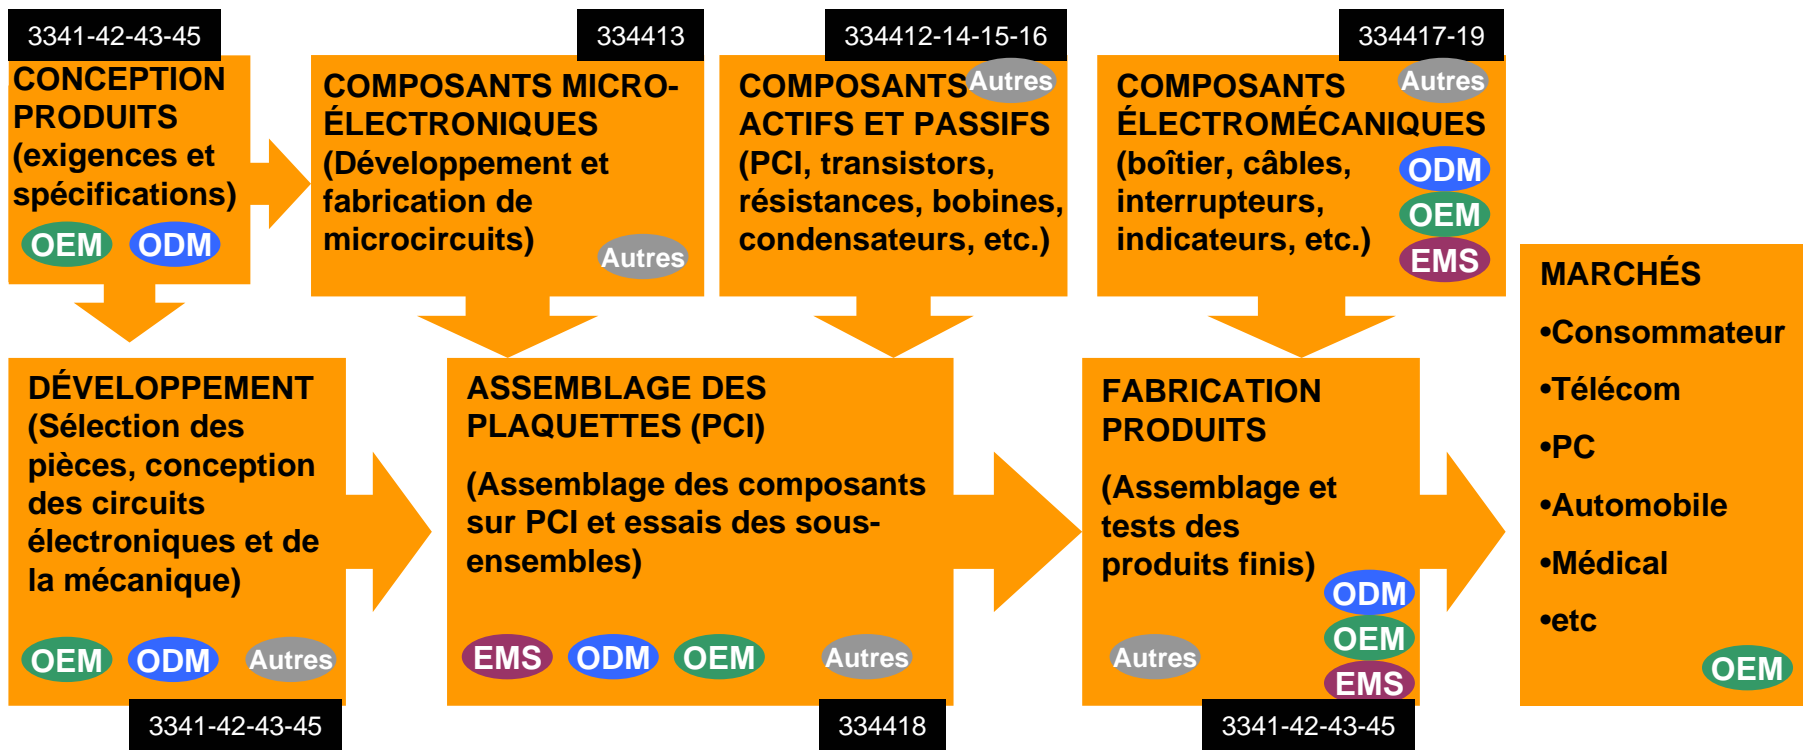 3341-42-43-45
CONCEPTION
PRODUITS
(exigences et
spécifications)
OEM ODM
334413
COMPOSANTS MICRO-
ÉLECTRONIQUES
(Développement et
fabrication de
microcircuits)
Autres
334412-14-15-16
COMPOSANTS Autres
ACTIFS ET PASSIFS
(PCI, transistors,
résistances, bobines,
condensateurs, etc.)
334417-19
COMPOSANTS Autres
ÉLECTROMÉCANIQUES
(boîtier, câbles, ODM
interrupteurs, OEM
indicateurs, etc.) EMS
DÉVELOPPEMENT
(Sélection des
pièces, conception
des circuits
électroniques et de
la mécanique)
OEM ODM Autres
3341-42-43-45
ASSEMBLAGE DES
PLAQUETTES (PCI)
(Assemblage des composants
sur PCI et essais des sous-
ensembles)
EMS ODM OEM Autres
334418
FABRICATION
PRODUITS
(Assemblage et
tests des
produits finis)
ODM
OEM
Autres
EMS
3341-42-43-45
MARCHÉS
•Consommateur
•Télécom
•PC
•Automobile
•Médical
•etc
OEM